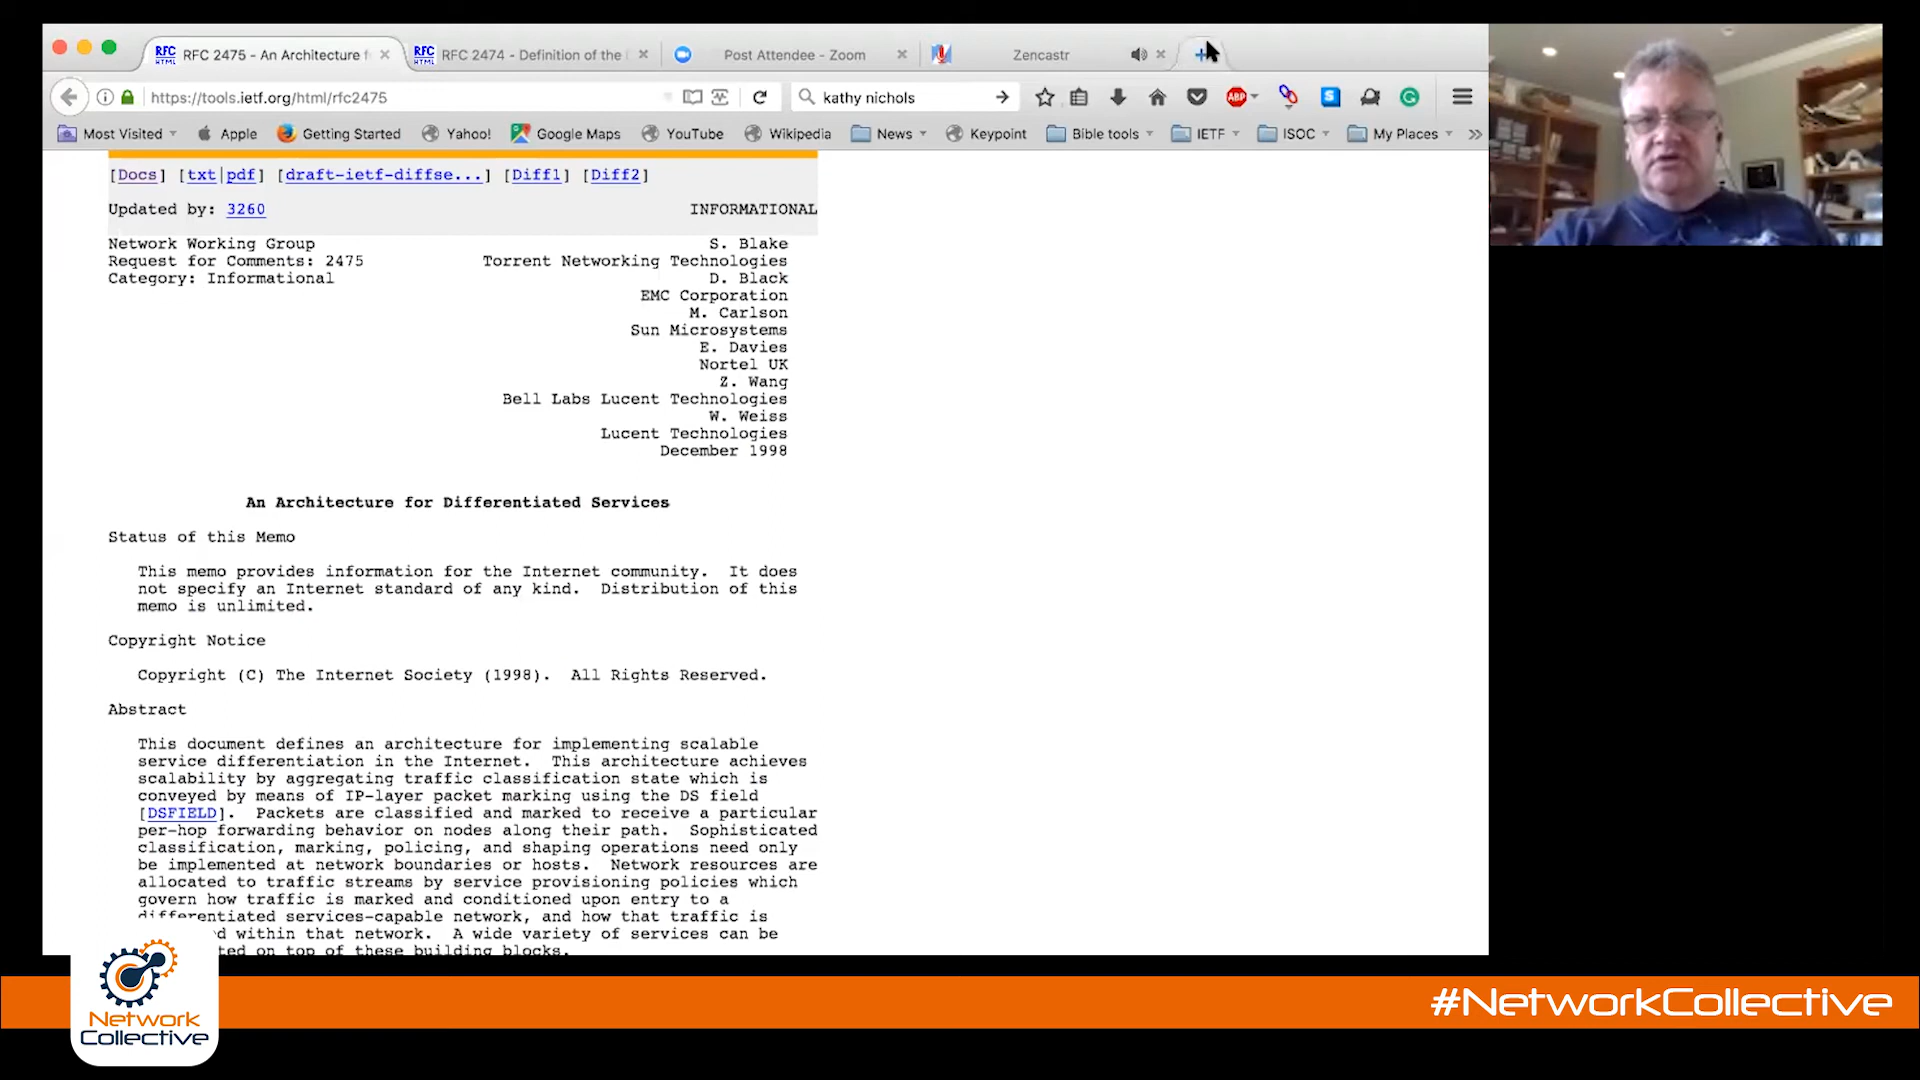 RFC 2475 - An Architecture f
RFC 2474 - Definition of the
Post Attendee - Zoom
Zencastr
https://tools.ietf.org/html/rfc2475
kathy nichols
ABP
Most Visited
Apple
Getting Started
Yahoo!
Google Maps
YouTube
Wikipedia
News
Keypoint
Bible tools
IETF
ISOC
My Places
[Docs] [txt|pdf] [draft-ietf-diffse...] [Diff1] [Diff2]
Updated by: 3260 INFORMATIONAL
Network Working Group S. Blake
Request for Comments: 2475 Torrent Networking Technologies
Category: Informational D. Black
EMC Corporation
M. Carlson
Sun Microsystems
E. Davies
Nortel UK
Z. Wang
Bell Labs Lucent Technologies
W. Weiss
Lucent Technologies
December 1998
An Architecture for Differentiated Services
Status of this Memo
This memo provides information for the Internet community. It does
not specify an Internet standard of any kind. Distribution of this
memo is unlimited.
Copyright Notice
Copyright (C) The Internet Society (1998). All Rights Reserved.
Abstract
This document defines an architecture for implementing scalable
service differentiation in the Internet. This architecture achieves
scalability by aggregating traffic classification state which is
conveyed by means of IP-layer packet marking using the DS field
[DSFIELD]. Packets are classified and marked to receive a particular
per-hop forwarding behavior on nodes along their path. Sophisticated
classification, marking, policing, and shaping operations need only
be implemented at network boundaries or hosts. Network resources are
allocated to traffic streams by service provisioning policies which
govern how traffic is marked and conditioned upon entry to a
differentiated services-capable network, and how that traffic is
d within that network. A wide variety of services can be
ted on top of these building blocks.
Network
Collective
#NetworkCollective